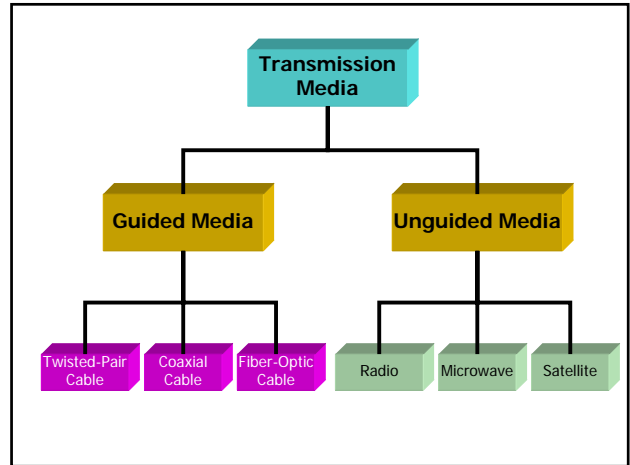 Transmission
Media
Guided Media
Unguided Media
Twisted-Pair
Cable
Coaxial
Cable
Fiber-Optic
Cable
Radio
Microwave
Satellite